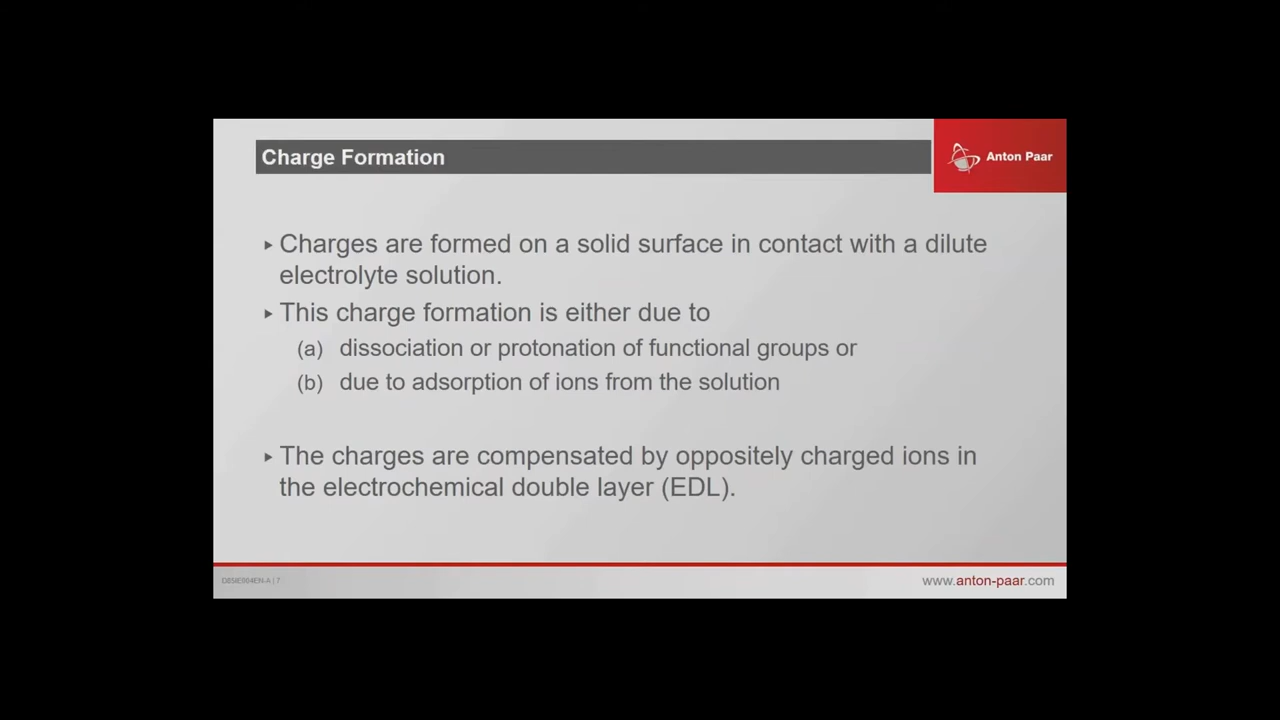 Charge Formation
Anton Paar
▸ Charges are formed on a solid surface in contact with a dilute
electrolyte solution.
▸ This charge formation is either due to
(a) dissociation or protonation of functional groups or
(b) due to adsorption of ions from the solution
▸ The charges are compensated by oppositely charged ions in
the electrochemical double layer (EDL).
www.anton-paar.com